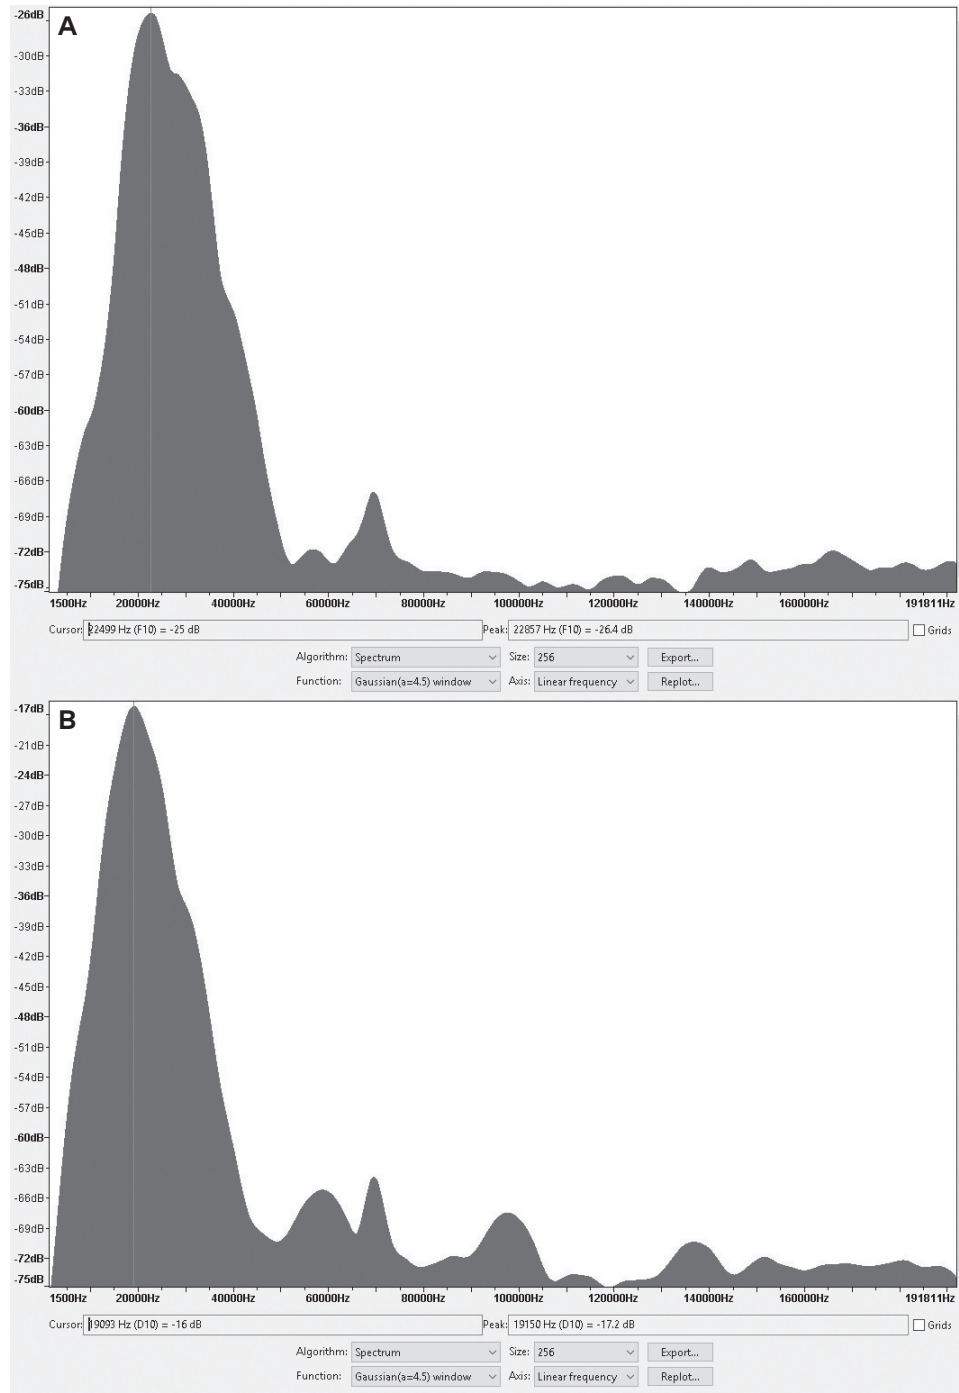 A
-26dB
-30dB
-33dB
-36dB
-39dB
-42dB
-45dB
-48dB
-51dB
-54dB
-57dB
-60dB
-63dB
-66dB
-69dB
-72dB
-75dB
1500Hz 20000Hz 40000Hz 60000Hz 80000Hz 100000Hz 120000Hz 140000Hz 160000Hz 191811Hz
Cursor: 22499 Hz (F10) = -25 dB Peak: 22857 Hz (F10) = -26.4 dB Grids
Algorithm: Spectrum Size: 256 Export...
Function: Gaussian(a=4.5) window Axis: Linear frequency Replot...
B
-17dB
-21dB
-24dB
-27dB
-30dB
-33dB
-36dB
-39dB
-42dB
-45dB
-48dB
-51dB
-54dB
-57dB
-60dB
-63dB
-66dB
-69dB
-72dB
-75dB
1500Hz 20000Hz 40000Hz 60000Hz 80000Hz 100000Hz 120000Hz 140000Hz 160000Hz 191811Hz
Cursor: 19093 Hz (D10) = -16 dB Peak: 19150 Hz (D10) = -17.2 dB Grids
Algorithm: Spectrum Size: 256 Export...
Function: Gaussian(a=4.5) window Axis: Linear frequency Replot...